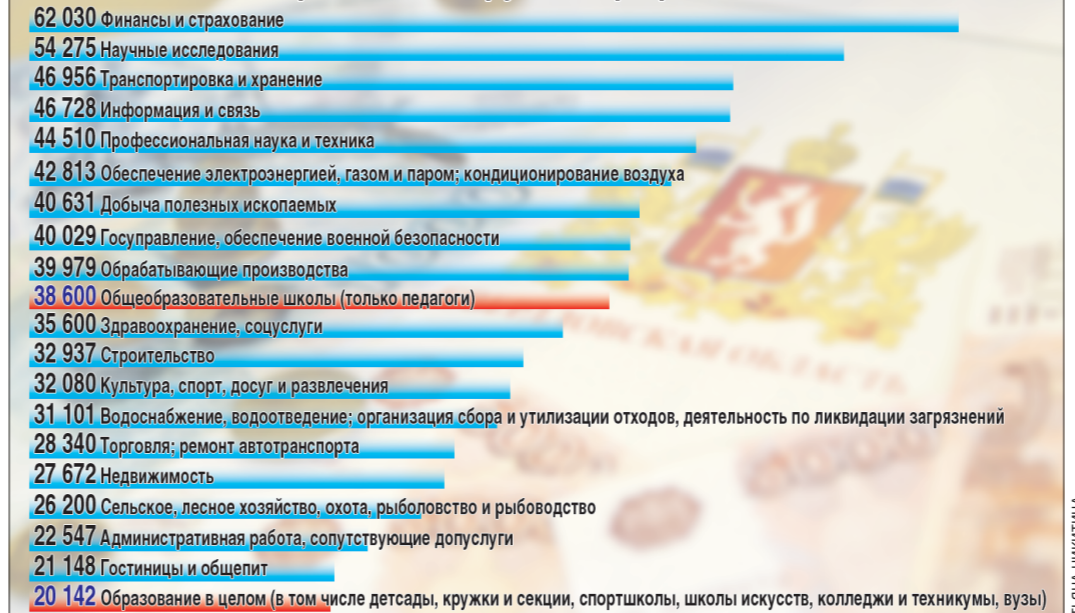 62 030 Финансы и страхование
54 275 Научные исследования
46 956 Транспортировка и хранение
46 728 Информация и связь
44 510 Профессиональная наука и техника
42 813 Обеспечение электроэнергией, газом и паром; кондиционирование воздуха
40 631 Добыча полезных ископаемых
40 029 Госуправление, обеспечение военной безопасности
39 979 Обрабатывающие производства
38 600 Общеобразовательные школы (только педагоги)
35 600 Здравоохранение, соцуслуги
32 937 Строительство
32 080 Культура, спорт, досуг и развлечения
31 101 Водоснабжение, водоотведение; организация сбора и утилизации отходов, деятельность по ликвидации загрязнений
28 340 Торговля; ремонт автотранспорта
27 672 Недвижимость
26 200 Сельское, лесное хозяйство, охота, рыболовство и рыбоводство
22 547 Административная работа, сопутствующие допуслуги
21 148 Гостиницы и общепит
20 142 Образование в целом (в том числе детсады, кружки и секции, спортшколы, школы искусств, колледжи и техникумы, вузы)